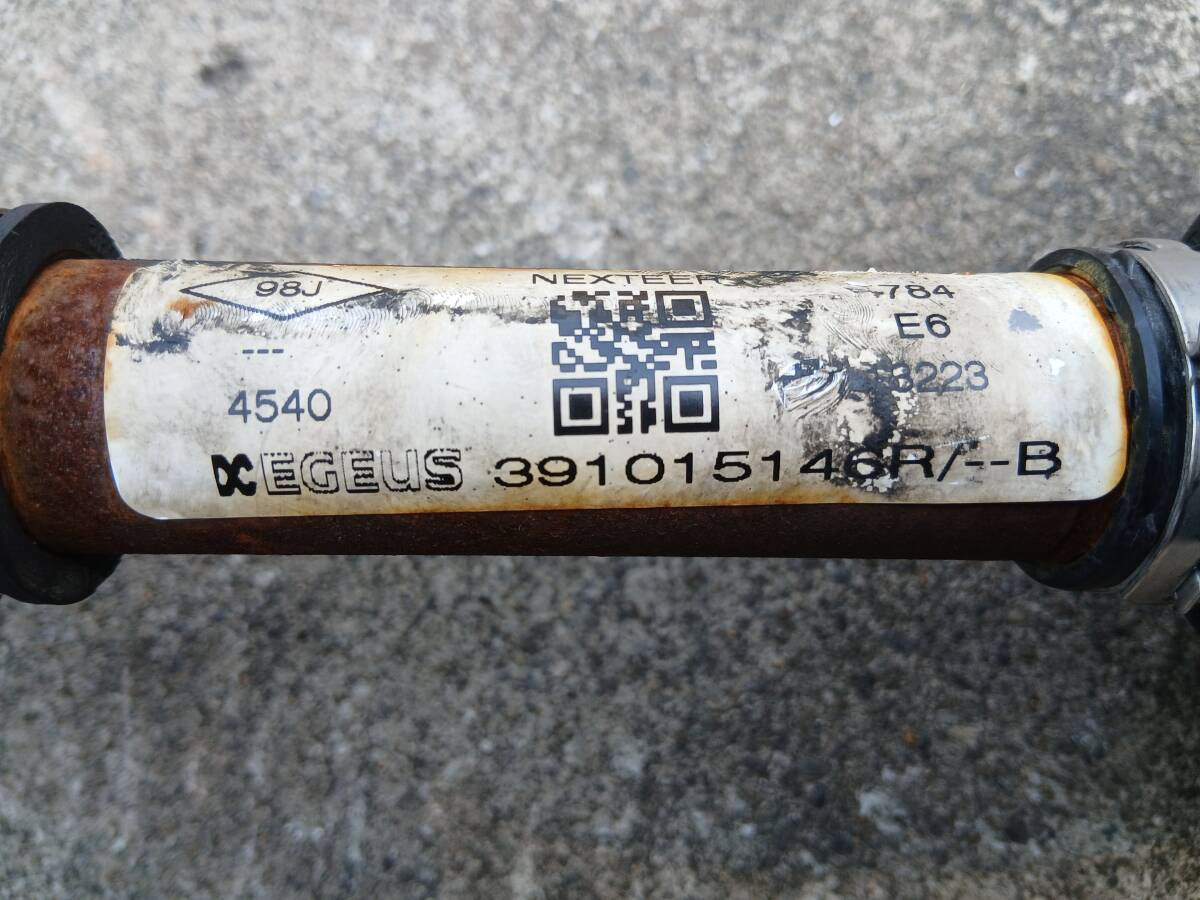 98J
NEXTEER
784
---
E6
3223
4540
EGEUS 391015146R/--B